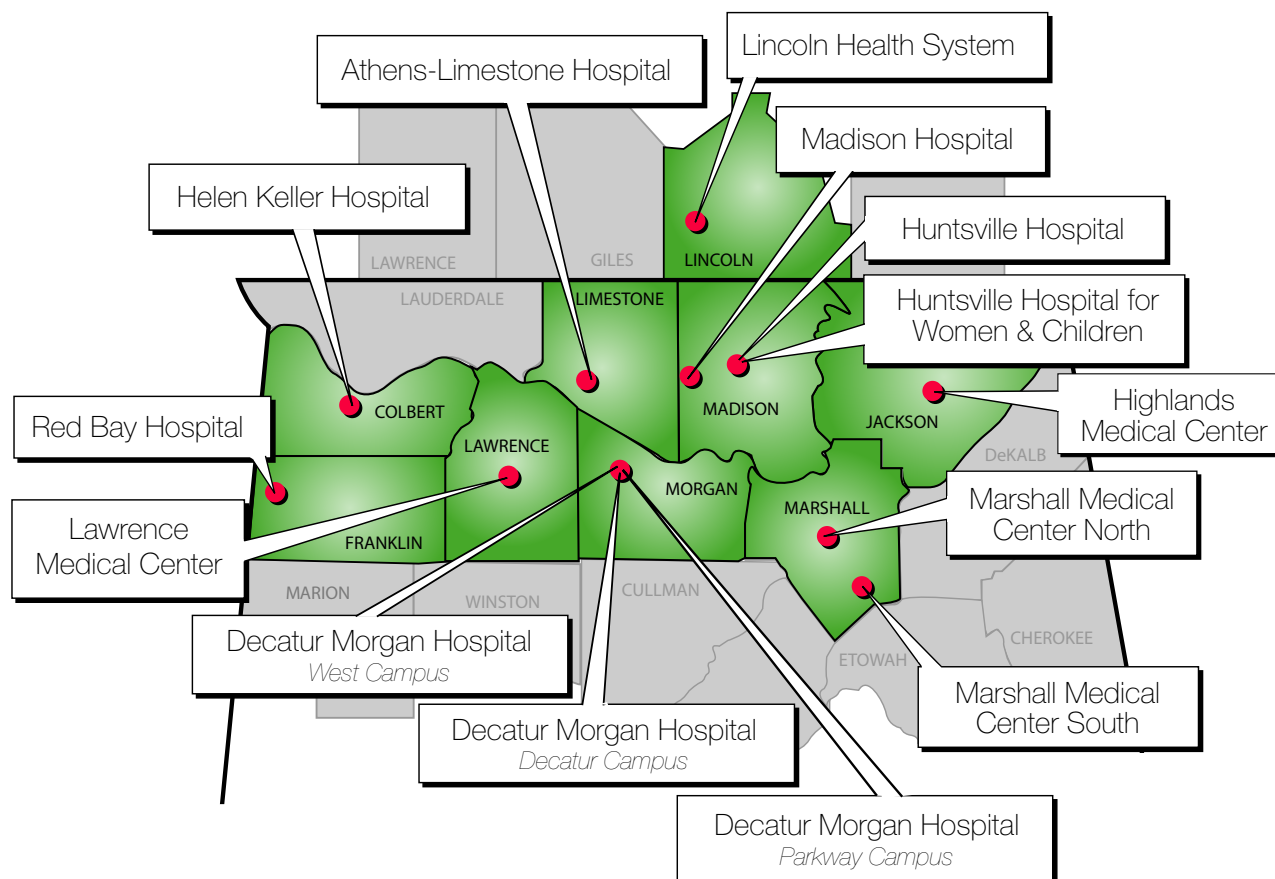 Lincoln Health System
Athens-Limestone Hospital
Madison Hospital
Helen Keller Hospital
Huntsville Hospital
LAWRENCE
GILES
LINCOLN
LAUDERDALE
LIMESTONE
Huntsville Hospital for
Women & Children
COLBERT
MADISON
JACKSON
Highlands
Medical Center
Red Bay Hospital
LAWRENCE
DeKALB
MORGAN
MARSHALL
Marshall Medical
Center North
Lawrence
Medical Center
FRANKLIN
MARION
WINSTON
CULLMAN
CHEROKEE
ETOWAH
Decatur Morgan Hospital
West Campus
Marshall Medical
Center South
Decatur Morgan Hospital
Decatur Campus
Decatur Morgan Hospital
Parkway Campus